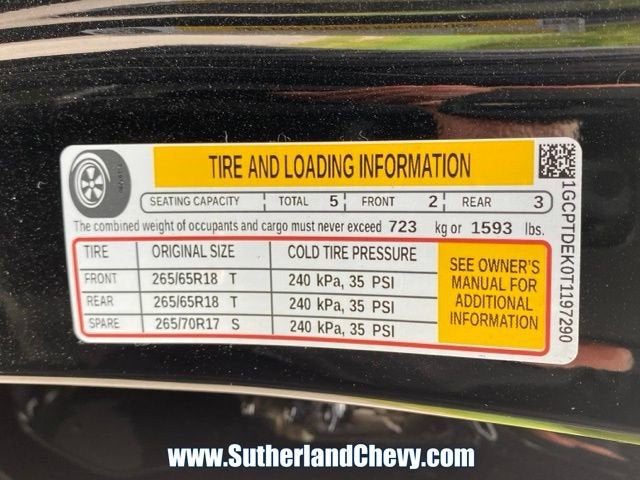 TIRE AND LOADING INFORMATION
SEATING CAPACITY TOTAL 5 FRONT 2 REAR 3
The combined weight of occupants and cargo must never exceed 723 kg or 1593 lbs.
TIRE ORIGINAL SIZE COLD TIRE PRESSURE
FRONT 265/65R18 T 240 kPa, 35 PSI
REAR 265/65R18 T 240 kPa, 35 PSI
SPARE 265/70R17 S 240 kPa, 35 PSI
SEE OWNER'S
MANUAL FOR
ADDITIONAL
INFORMATION
1GCPTDEK0T1197290
www.SutherlandChevy.com